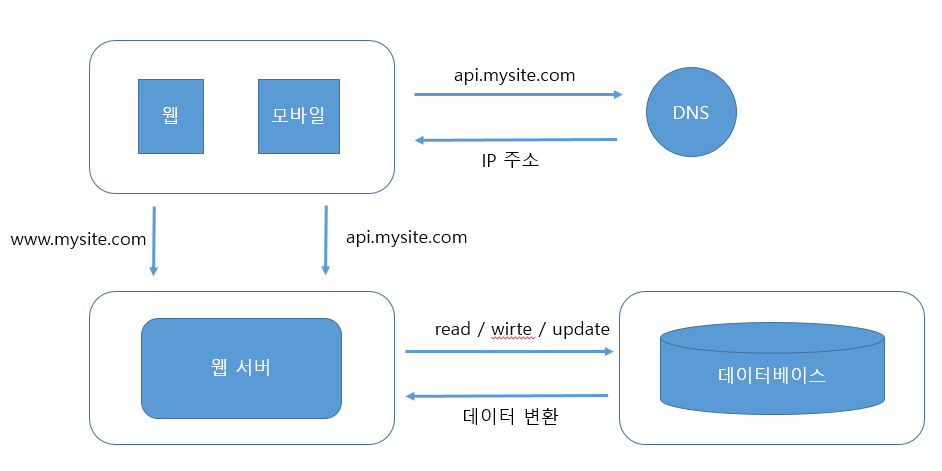 웹
모바일
api.mysite.com
DNS
IP 주소
www.mysite.com
api.mysite.com
웹 서버
read / wirte / update
데이터 변환
데이터베이스